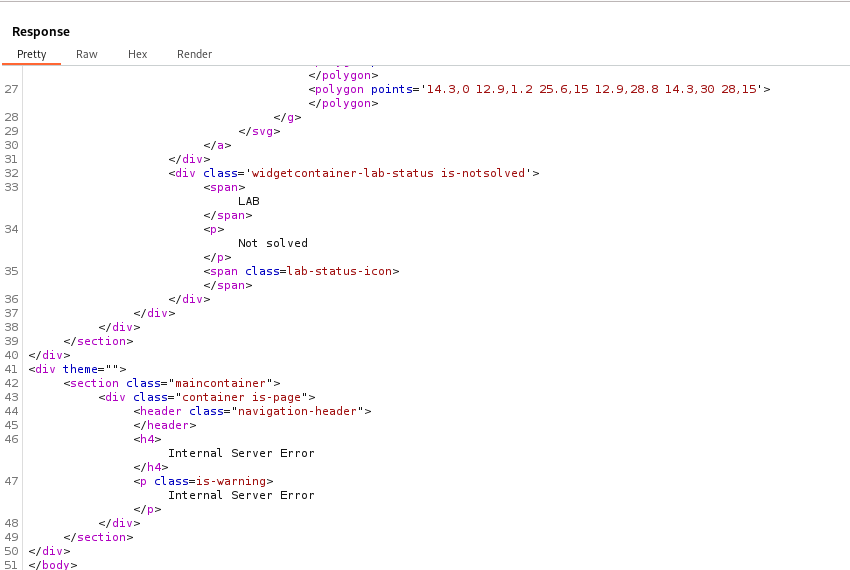 Response
Pretty Raw Hex Render
</polygon>
27 <polygon points='14.3,0 12.9,1.2 25.6,15 12.9,28.8 14.3,30 28,15'>
</polygon>
28 </g>
29 </svg>
30 </a>
31 </div>
32 <div class='widgetcontainer-lab-status is-notsolved'>
33 <span>
LAB
</span>
34 <p>
Not solved
</p>
35 <span class=lab-status-icon>
</span>
36 </div>
37 </div>
38 </div>
39 </section>
40 </div>
41 <div theme="">
42 <section class="maincontainer">
43 <div class="container is-page">
44 <header class="navigation-header">
45 </header>
46 <h4>
Internal Server Error
</h4>
47 <p class=is-warning>
Internal Server Error
</p>
48 </div>
49 </section>
50 </div>
51 </body>